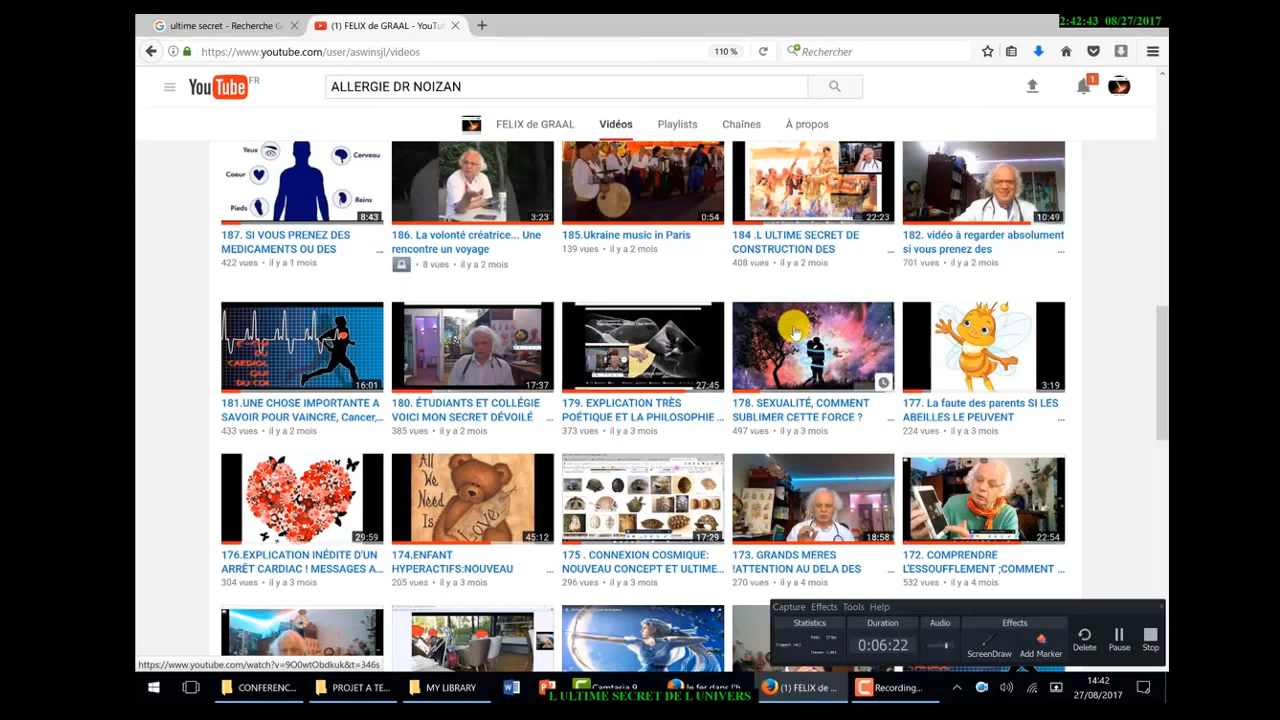 2:42:43 08/27/2017
ultime secret - Recherche G
(1) FELIX de GRAAL - YouTu
https://www.youtube.com/user/aswinsjl/videos
110 %
Rechercher
YouTube FR
ALLERGIE DR NOIZAN
1
FELIX de GRAAL Vidéos Playlists Chaînes À propos
Yeux
Cerveau
Coeur
Reins
Pieds
8:43
3:23
0:54
22:23
10:49
187. SI VOUS PRENEZ DES
MEDICAMENTS OU DES ...
422 vues • il y a 1 mois
186. La volonté créatrice... Une
rencontre un voyage
8 vues • il y a 2 mois
185.Ukraine music in Paris
139 vues • il y a 2 mois
184 .L ULTIME SECRET DE
CONSTRUCTION DES ...
408 vues • il y a 2 mois
182. vidéo à regarder absolument
si vous prenez des ...
701 vues • il y a 2 mois
16:01
17:37
27:45
3:19
181.UNE CHOSE IMPORTANTE A
SAVOIR POUR VAINCRE, Cancer,...
433 vues • il y a 2 mois
180. ÉTUDIANTS ET COLLÉGIE
VOICI MON SECRET DÉVOILÉ ...
385 vues • il y a 2 mois
179. EXPLICATION TRÈS
POÉTIQUE ET LA PHILOSOPHIE ...
373 vues • il y a 3 mois
178. SEXUALITÉ, COMMENT
SUBLIMER CETTE FORCE ? ...
497 vues • il y a 3 mois
177. La faute des parents SI LES
ABEILLES LE PEUVENT ...
224 vues • il y a 3 mois
29:59
All
We
Need
Is
Love
45:12
17:29
18:58
22:54
176.EXPLICATION INÉDITE D'UN
ARRÊT CARDIAC ! MESSAGES A...
304 vues • il y a 3 mois
174.ENFANT
HYPERACTIFS:NOUVEAU ...
205 vues • il y a 3 mois
175 . CONNEXION COSMIQUE:
NOUVEAU CONCEPT ET ULTIME...
296 vues • il y a 3 mois
173. GRANDS MERES
!ATTENTION AU DELA DES ...
270 vues • il y a 4 mois
172. COMPRENDRE
L'ESSOUFFLEMENT ;COMMENT ...
532 vues • il y a 4 mois
Capture Effects Tools Help
Statistics Duration Audio Effects
0:06:22
ScreenDraw Add Marker Delete Pause Stop
https://www.youtube.com/watch?v=9O0wtObdkuk&t=346s
CONFERENC...
PROJET A TE...
MY LIBRARY
Camtasia 9
le fer dans l'h
(1) FELIX de ...
Recording...
14:42
27/08/2017
L ULTIME SECRET DE L UNIVERS